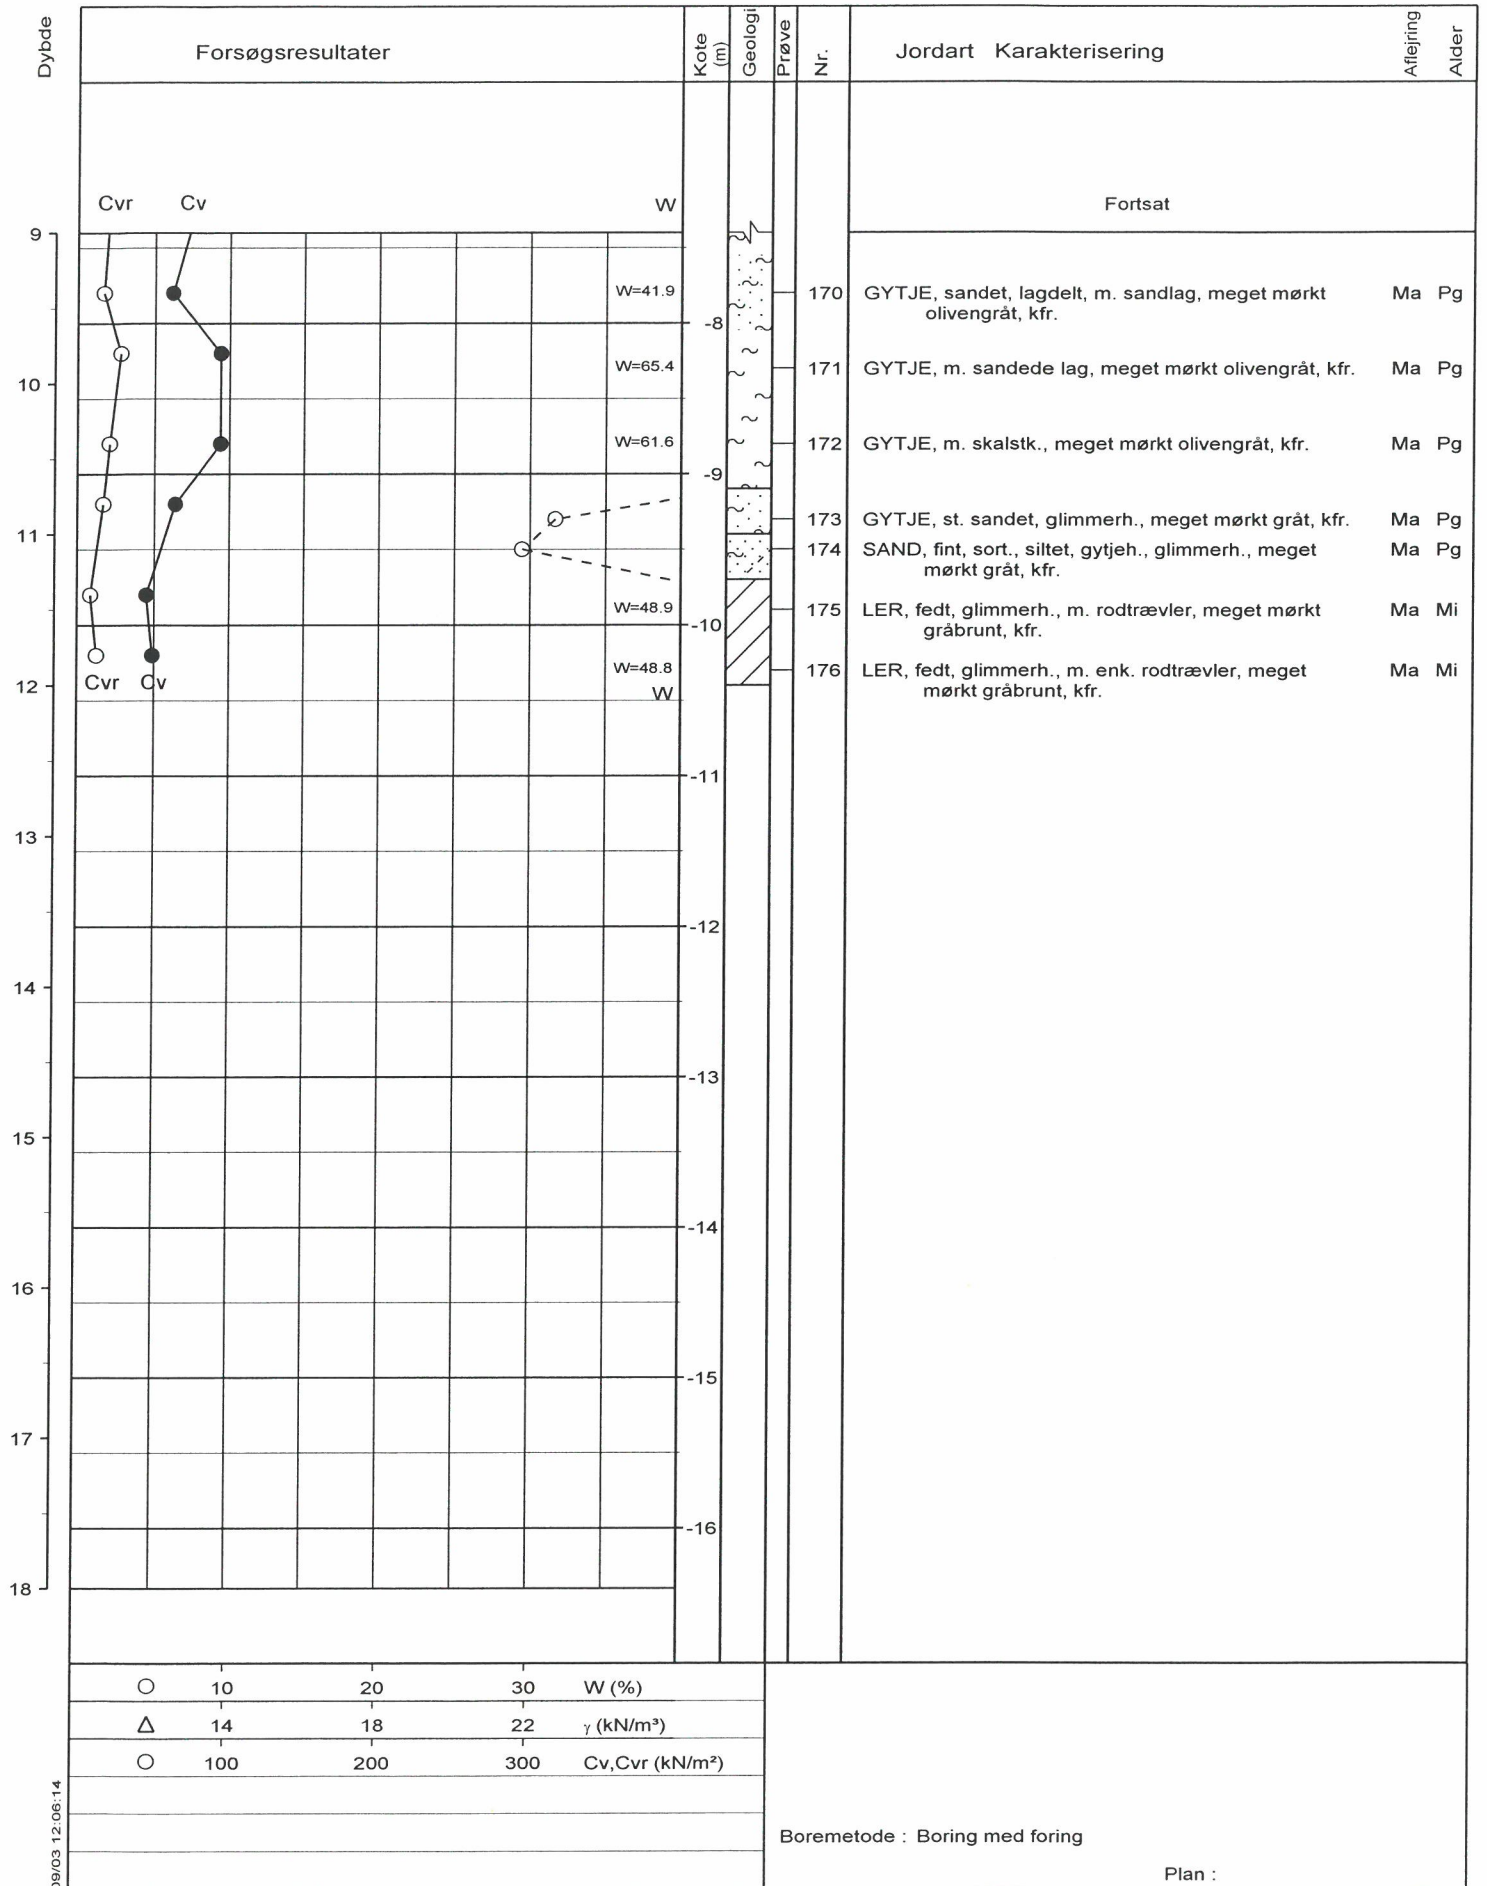 Dybde
Forsøgsresultater
Kote
(m)
Geologi
Prøve
Nr.
Jordart Karakterisering
Aflejring
Alder
Cvr Cv W
Fortsat
9
W=41.9
170 GYTJE, sandet, lagdelt, m. sandlag, meget mørkt Ma Pg
olivengråt, kfr.
-8
W=65.4
171 GYTJE, m. sandede lag, meget mørkt olivengråt, kfr. Ma Pg
10
W=61.6
172 GYTJE, m. skalstk., meget mørkt olivengråt, kfr. Ma Pg
-9
173 GYTJE, st. sandet, glimmerh., meget mørkt gråt, kfr. Ma Pg
11
174 SAND, fint, sort., siltet, gytjeh., glimmerh., meget Ma Pg
mørkt gråt, kfr.
W=48.9
175 LER, fedt, glimmerh., m. rodtrævler, meget mørkt Ma Mi
gråbrunt, kfr.
-10
W=48.8
176 LER, fedt, glimmerh., m. enk. rodtrævler, meget Ma Mi
mørkt gråbrunt, kfr.
12
Cvr Cv W
-11
13
-12
14
-13
15
-14
16
-15
17
-16
18
10 20 30 W (%)
14 18 22 γ (kN/m³)
100 200 300 Cv,Cvr (kN/m²)
09/03 12:06:14
Boremetode : Boring med foring
Plan :